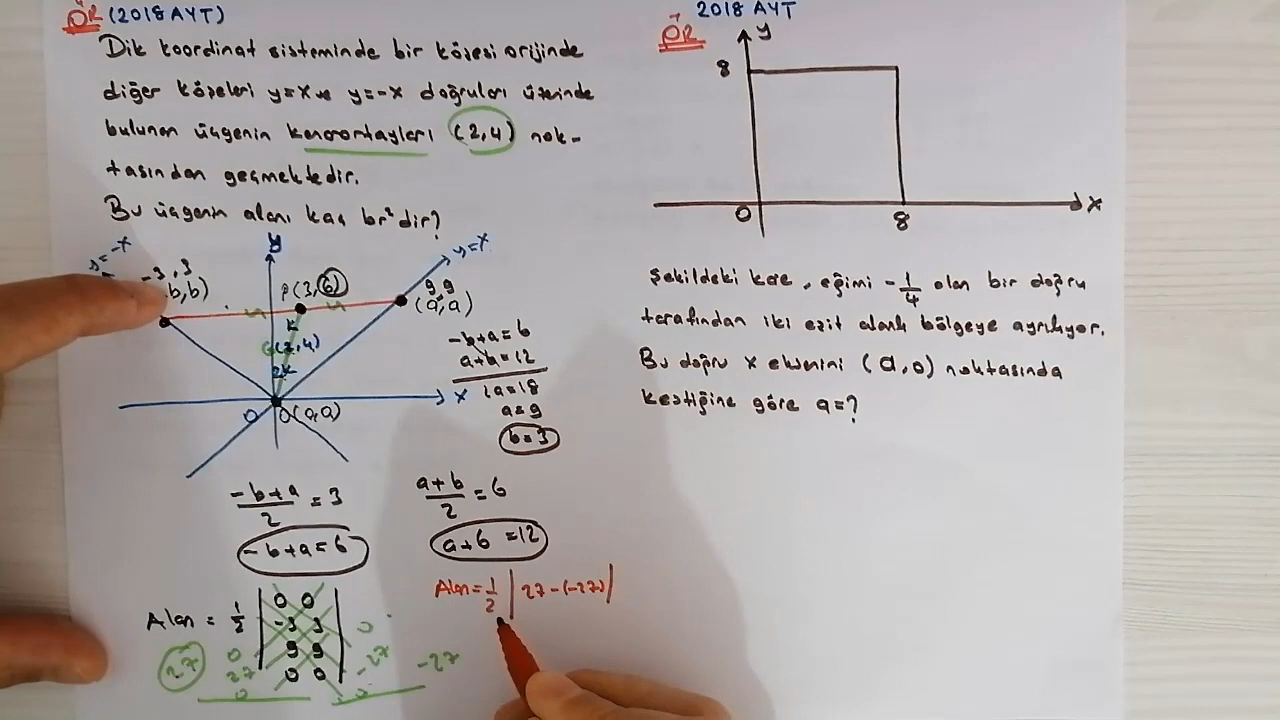 ÖR (2018 AYT)
Dik koordinat sisteminde bir köşesi orijinde
diğer köşeleri y=x ve y=-x doğruları üzerinde
bulunan üçgenin kenarortayları (2,4) nok-
tasından geçmektedir.
Bu üçgenin alanı kaç br² dir?
y=-x
y
y=x
-3,3
b,b)
P(3,6)
9,9
(a,a)
K
G(2,4)
2K
O
O(0,0)
x
-b+a=6
a+b=12
2a=18
a=9
b=3
-b+a/2 = 3
a+b/2 = 6
-b+a=6
a+b=12
Alan = 1/2
0 0
-3 3
9 9
0 0
0
27
0
27
0
-27
0
-27
Alan = 1/2 |27-(-27)|
ÖR
2018 AYT
y
8
0
8
x
Şekildeki kare, eğimi -1/4 olan bir doğru
tarafından iki eşit alanlı bölgeye ayrılıyor.
Bu doğru x eksenini (a,0) noktasında
kestiğine göre a=?